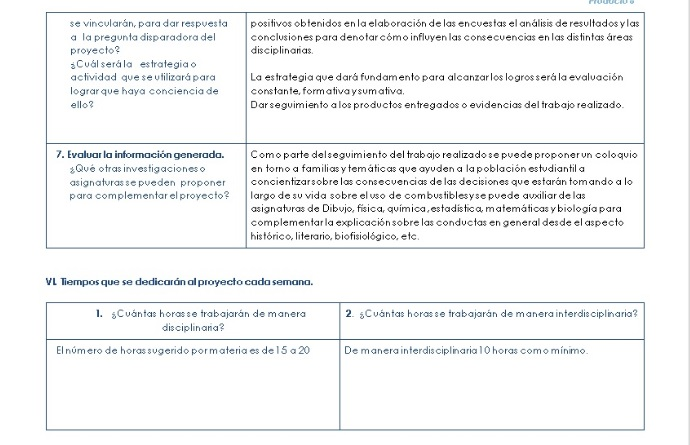 Producto 8
se vincularán, para dar respuesta
a la pregunta disparadora del
proyecto?
¿Cuál será la estrategia o
actividad que se utilizará para
lograr que haya conciencia de
ello?
positivos obtenidos en la elaboración de las encuestas el análisis de resultados y las
conclusiones para denotar cómo influyen las consecuencias en las distintas áreas
disciplinarias.
La estrategia que dará fundamento para alcanzar los logros será la evaluación
constante, formativa y sumativa.
Dar seguimiento a los productos entregados o evidencias del trabajo realizado.
7. Evaluar la información generada.
¿Qué otras investigaciones o
asignaturas se pueden proponer
para complementar el proyecto?
Como parte del seguimiento del trabajo realizado se puede proponer un coloquio
en torno a familias y temáticas que ayuden a la población estudiantil a
concientizar sobre las consecuencias de las decisiones que estarán tomando a lo
largo de su vida sobre el uso de combustibles y se puede auxiliar de las
asignaturas de Dibujo, física, química, estadística, matemáticas y biología para
complementar la explicación sobre las conductas en general desde el aspecto
histórico, literario, biofisiológico, etc.
VI. Tiempos que se dedicarán al proyecto cada semana.
1. ¿Cuántas horas se trabajarán de manera
disciplinaria?
2. ¿Cuántas horas se trabajarán de manera interdisciplinaria?
El número de horas sugerido por materia es de 15 a 20
De manera interdisciplinaria 10 horas como mínimo.